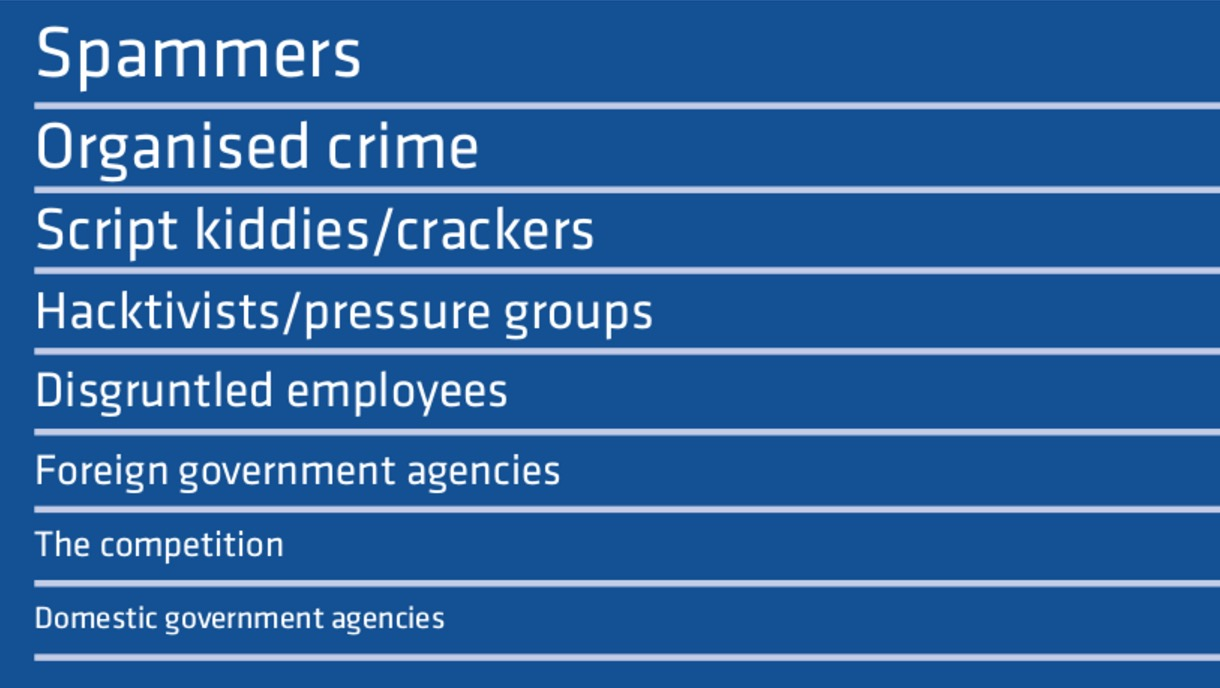 Spammers
Organised crime
Script kiddies/crackers
Hacktivists/pressure groups
Disgruntled employees
Foreign government agencies
The competition
Domestic government agencies